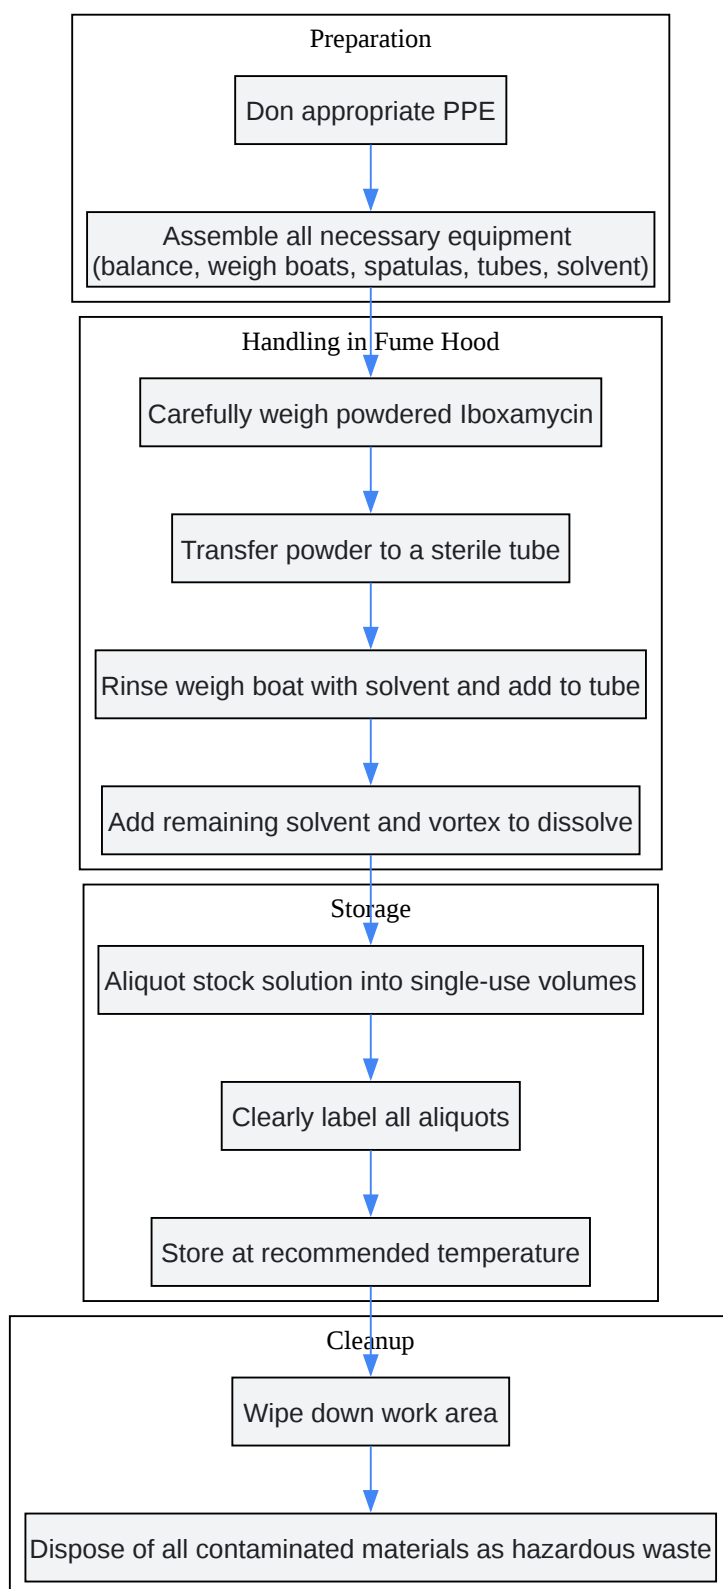 Preparation
Don appropriate PPE
Assemble all necessary equipment
(balance, weigh boats, spatulas, tubes, solvent)
Handling in Fume Hood
Carefully weigh powdered Iboxamycin
Transfer powder to a sterile tube
Rinse weigh boat with solvent and add to tube
Add remaining solvent and vortex to dissolve
Storage
Aliquot stock solution into single-use volumes
Clearly label all aliquots
Store at recommended temperature
Cleanup
Wipe down work area
Dispose of all contaminated materials as hazardous waste